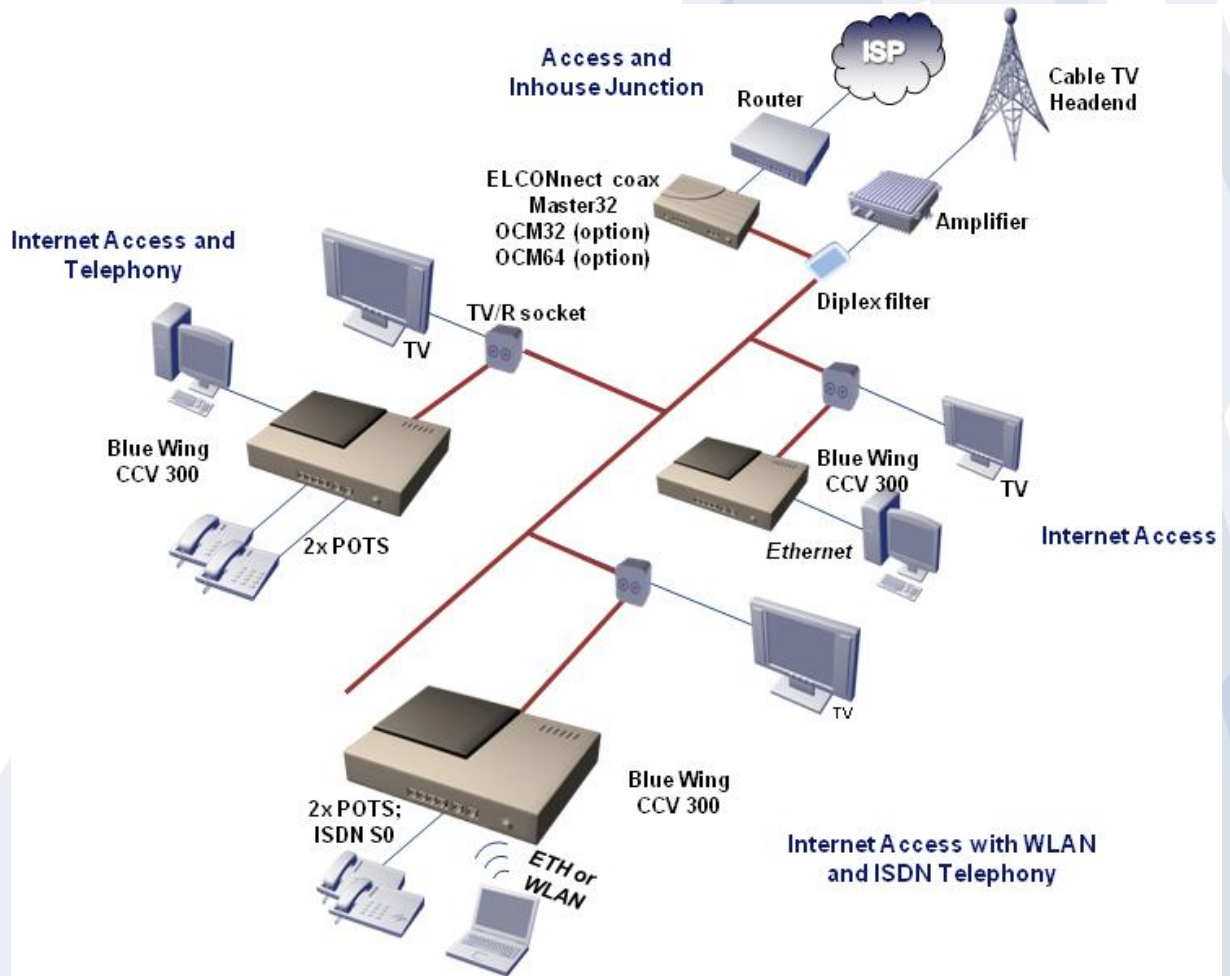 ISP
Access and
Inhouse Junction
Cable TV
Headend
Router
ELCONnect coax
Master32
OCM32 (option)
OCM64 (option)
Amplifier
Diplex filter
Internet Access and
Telephony
TV/R socket
TV
Blue Wing
CCV 300
2x POTS
Blue Wing
CCV 300
TV
Ethernet
Internet Access
TV
Blue Wing
CCV 300
2x POTS;
ISDN S0
ETH or
WLAN
Internet Access with WLAN
and ISDN Telephony